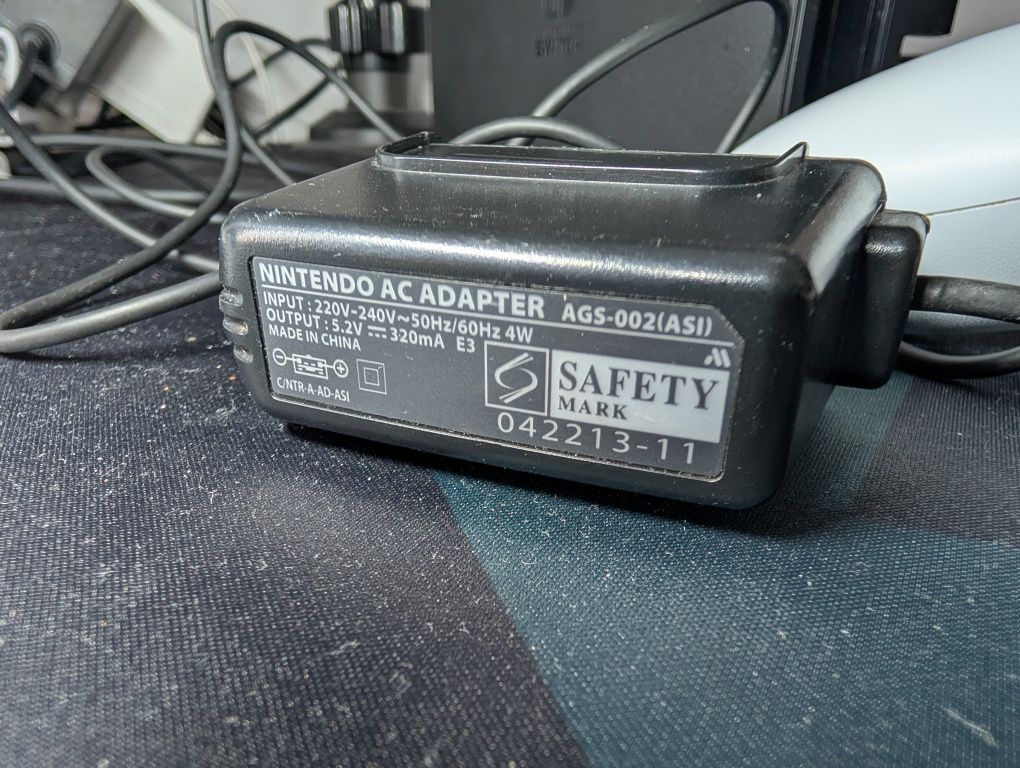 SWITCH
NINTENDO AC ADAPTER AGS-002(ASI)
INPUT : 220V-240V~50Hz/60Hz 4W
OUTPUT : 5.2V ⎓ 320mA E3
MADE IN CHINA
C/NTR-A-AD-ASI
SAFETY
MARK
042213-11